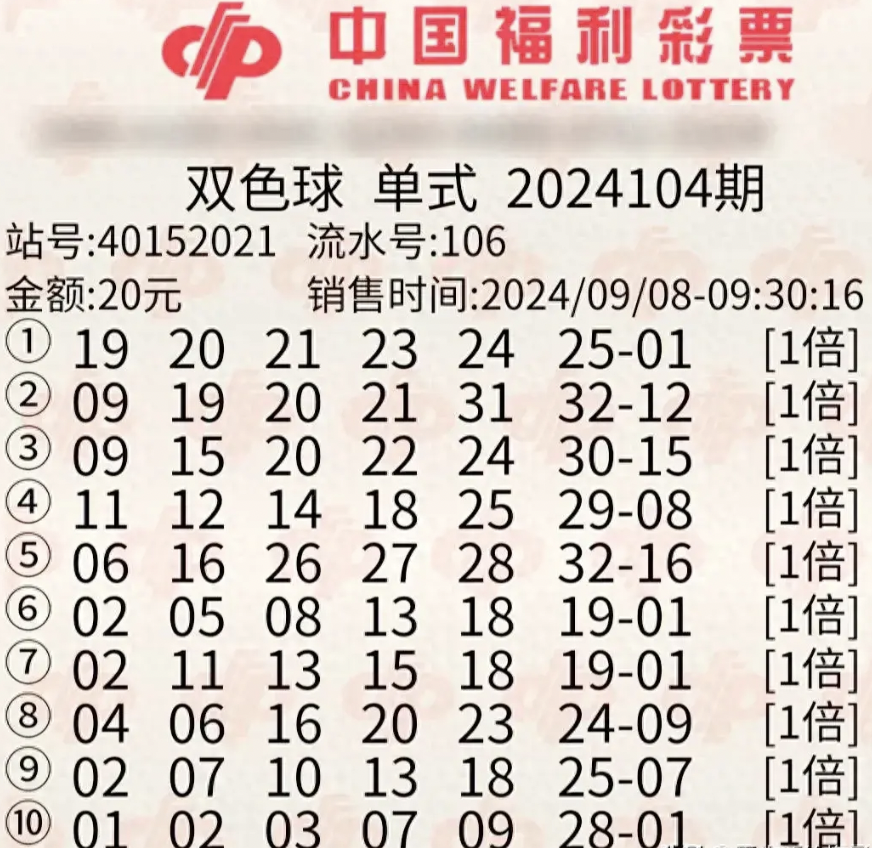 中国福利彩票
CHINA WELFARE LOTTERY
双色球 单式 2024104期
站号:40152021 流水号:106
金额:20元 销售时间:2024/09/08-09:30:16
① 19 20 21 23 24 25-01 [1倍]
② 09 19 20 21 31 32-12 [1倍]
③ 09 15 20 22 24 30-15 [1倍]
④ 11 12 14 18 25 29-08 [1倍]
⑤ 06 16 26 27 28 32-16 [1倍]
⑥ 02 05 08 13 18 19-01 [1倍]
⑦ 02 11 13 15 18 19-01 [1倍]
⑧ 04 06 16 20 23 24-09 [1倍]
⑨ 02 07 10 13 18 25-07 [1倍]
⑩ 01 02 03 07 09 28-01 [1倍]